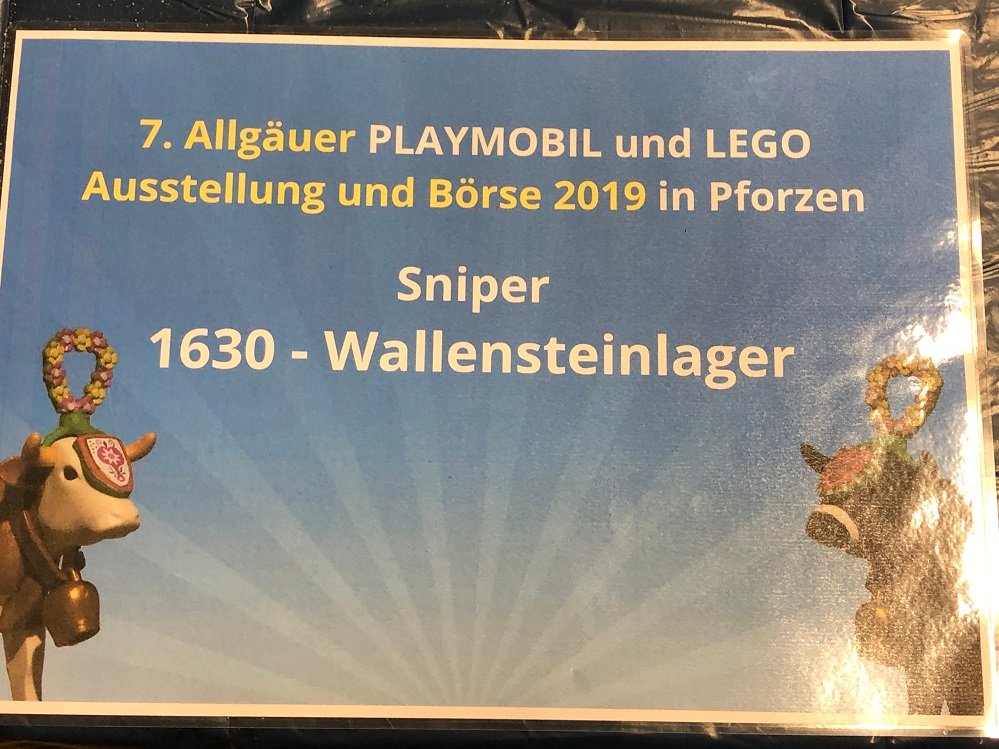 7. Allgäuer PLAYMOBIL und LEGO
Ausstellung und Börse 2019 in Pforzen
Sniper
1630 - Wallensteinlager